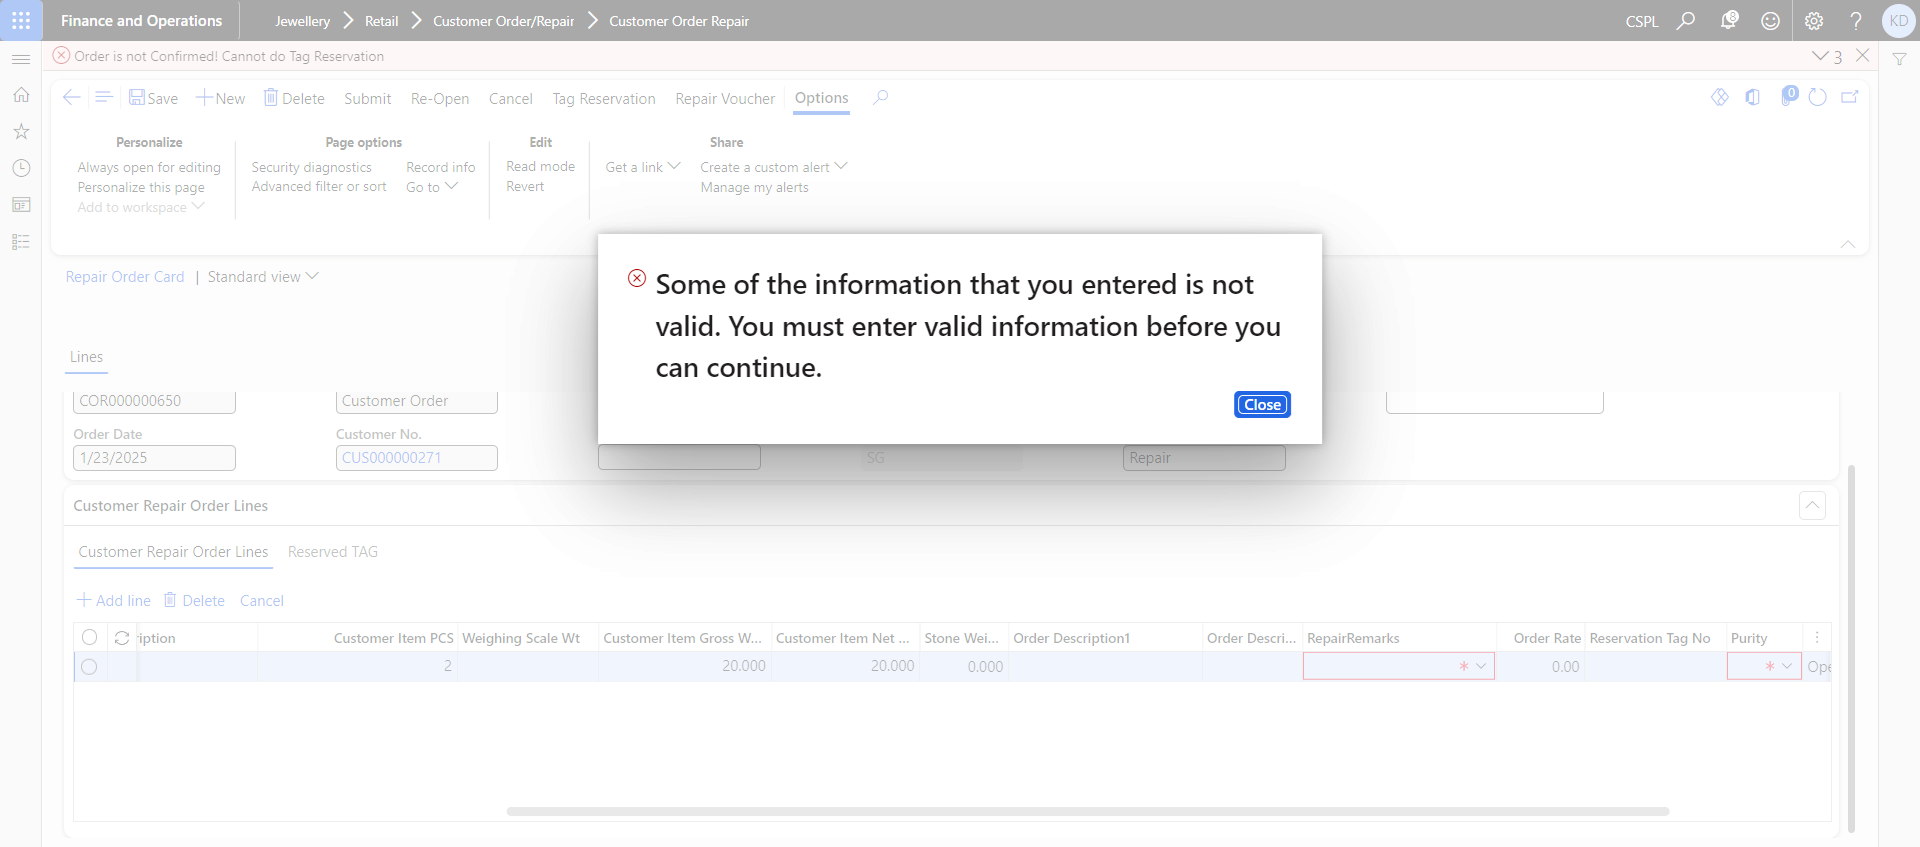 Finance and Operations
Jewellery
Retail
Customer Order/Repair
Customer Order Repair
CSPL
8
KD
Order is not Confirmed! Cannot do Tag Reservation
3
Save
New
Delete
Submit
Re-Open
Cancel
Tag Reservation
Repair Voucher
Options
0
Personalize
Always open for editing
Personalize this page
Add to workspace
Page options
Security diagnostics
Advanced filter or sort
Record info
Go to
Edit
Read mode
Revert
Share
Get a link
Create a custom alert
Manage my alerts
Repair Order Card | Standard view
Some of the information that you entered is not
valid. You must enter valid information before you
can continue.
Close
Lines
COR000000650
Customer Order
Order Date
Customer No.
1/23/2025
CUS000000271
SG
Repair
Customer Repair Order Lines
Customer Repair Order Lines
Reserved TAG
Add line
Delete
Cancel
iption
Customer Item PCS
Weighing Scale Wt
Customer Item Gross W...
Customer Item Net ...
Stone Wei...
Order Description1
Order Descri...
RepairRemarks
Order Rate
Reservation Tag No
Purity
2
20.000
20.000
0.000
*
0.00
*
Ope